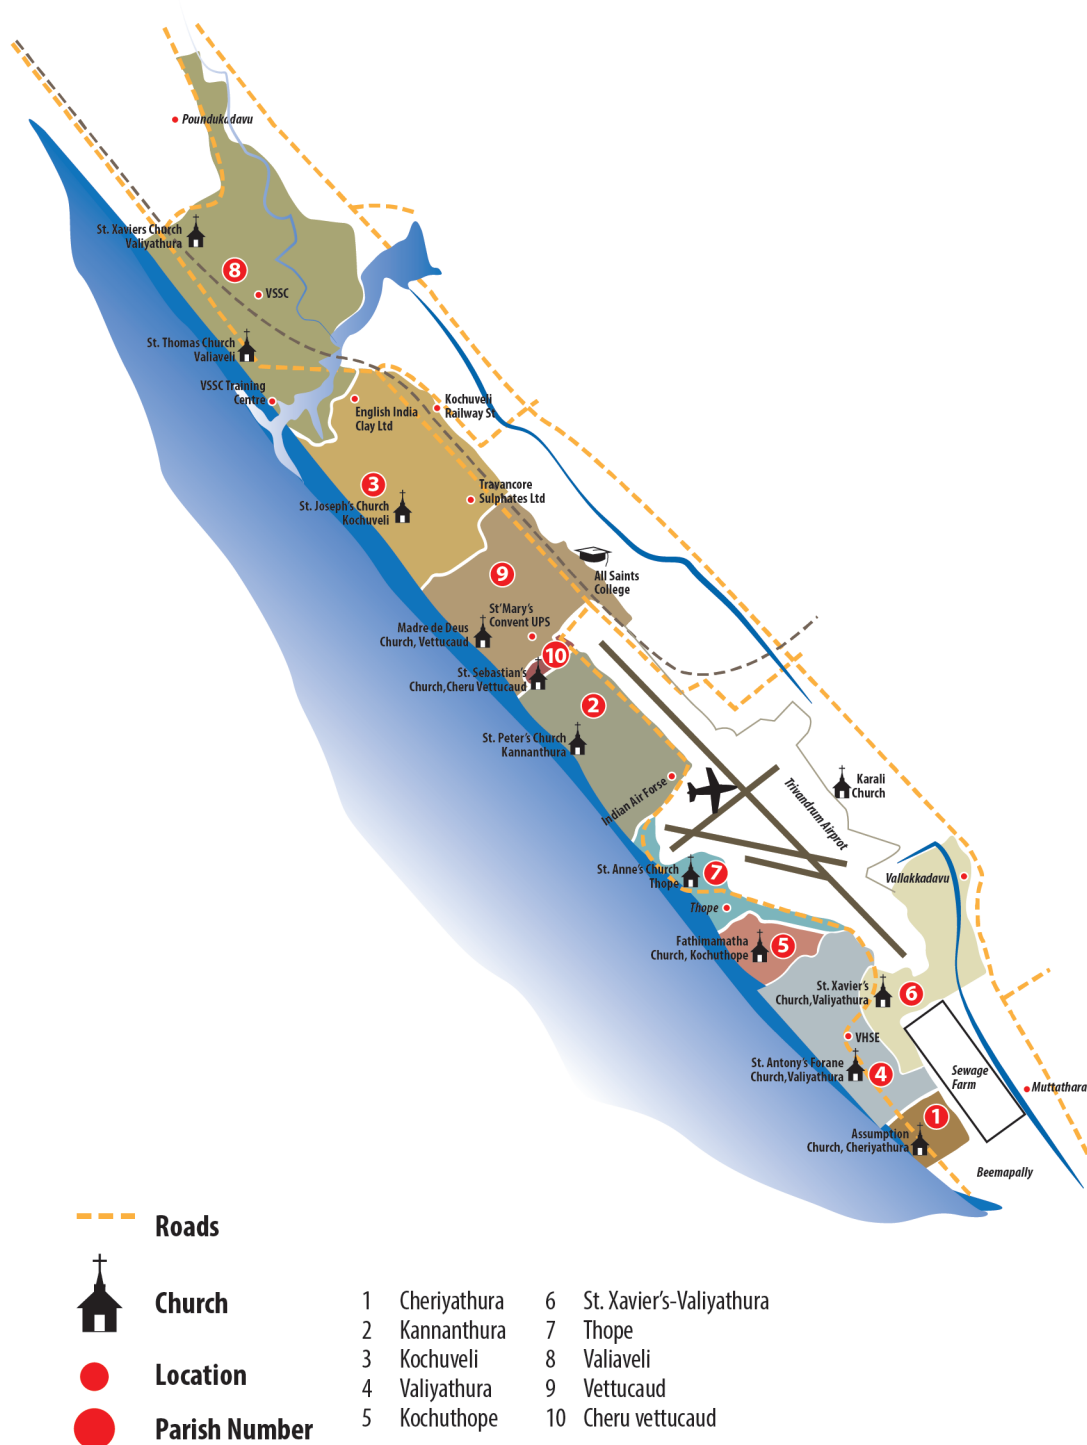 Poundukadavu
St. Xaviers Church
Valiyathura
8
VSSC
St. Thomas Church
Valiaveli
VSSC Training
Centre
English India
Clay Ltd
Kochuveli
Railway St
3
Travancore
Sulphates Ltd
St. Joseph's Church
Kochuveli
All Saints
College
9
St'Mary's
Convent UPS
Madre de Deus
Church, Vettucaud
10
St. Sebastian's
Church,Cheru Vettucaud
2
St. Peter's Church
Kannanthura
Indian Air Forse
Trivandrum Airprot
Karali
Church
St. Anne's Church
Thope
7
Vallakkadavu
Thope
Fathimamatha
Church, Kochuthope
5
St. Xavier's
Church,Valiyathura
6
VHSE
St. Antony's Forane
Church,Valiyathura
4
Sewage
Farm
Muttathara
1
Assumption
Church, Cheriyathura
Beemapally
Roads
Church
Location
Parish Number
1 Cheriyathura
2 Kannanthura
3 Kochuveli
4 Valiyathura
5 Kochuthope
6 St. Xavier's-Valiyathura
7 Thope
8 Valiaveli
9 Vettucaud
10 Cheru vettucaud